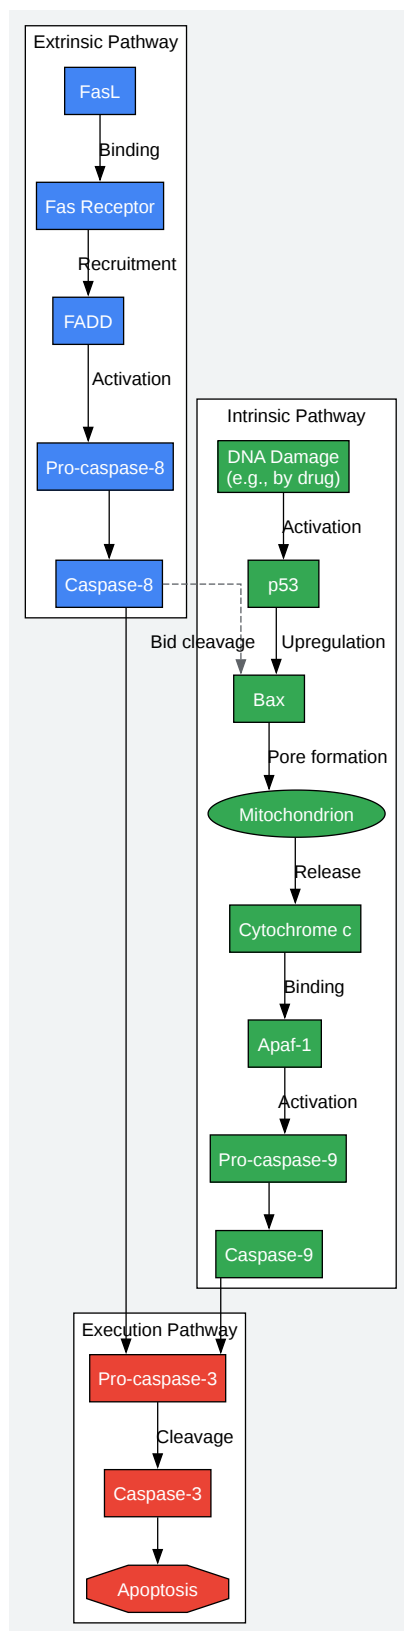 Extrinsic Pathway
FasL
Binding
Fas Receptor
Recruitment
FADD
Activation
Pro-caspase-8
Caspase-8
Bid cleavage
Intrinsic Pathway
DNA Damage
(e.g., by drug)
Activation
p53
Upregulation
Bax
Pore formation
Mitochondrion
Release
Cytochrome c
Binding
Apaf-1
Activation
Pro-caspase-9
Caspase-9
Execution Pathway
Pro-caspase-3
Cleavage
Caspase-3
Apoptosis